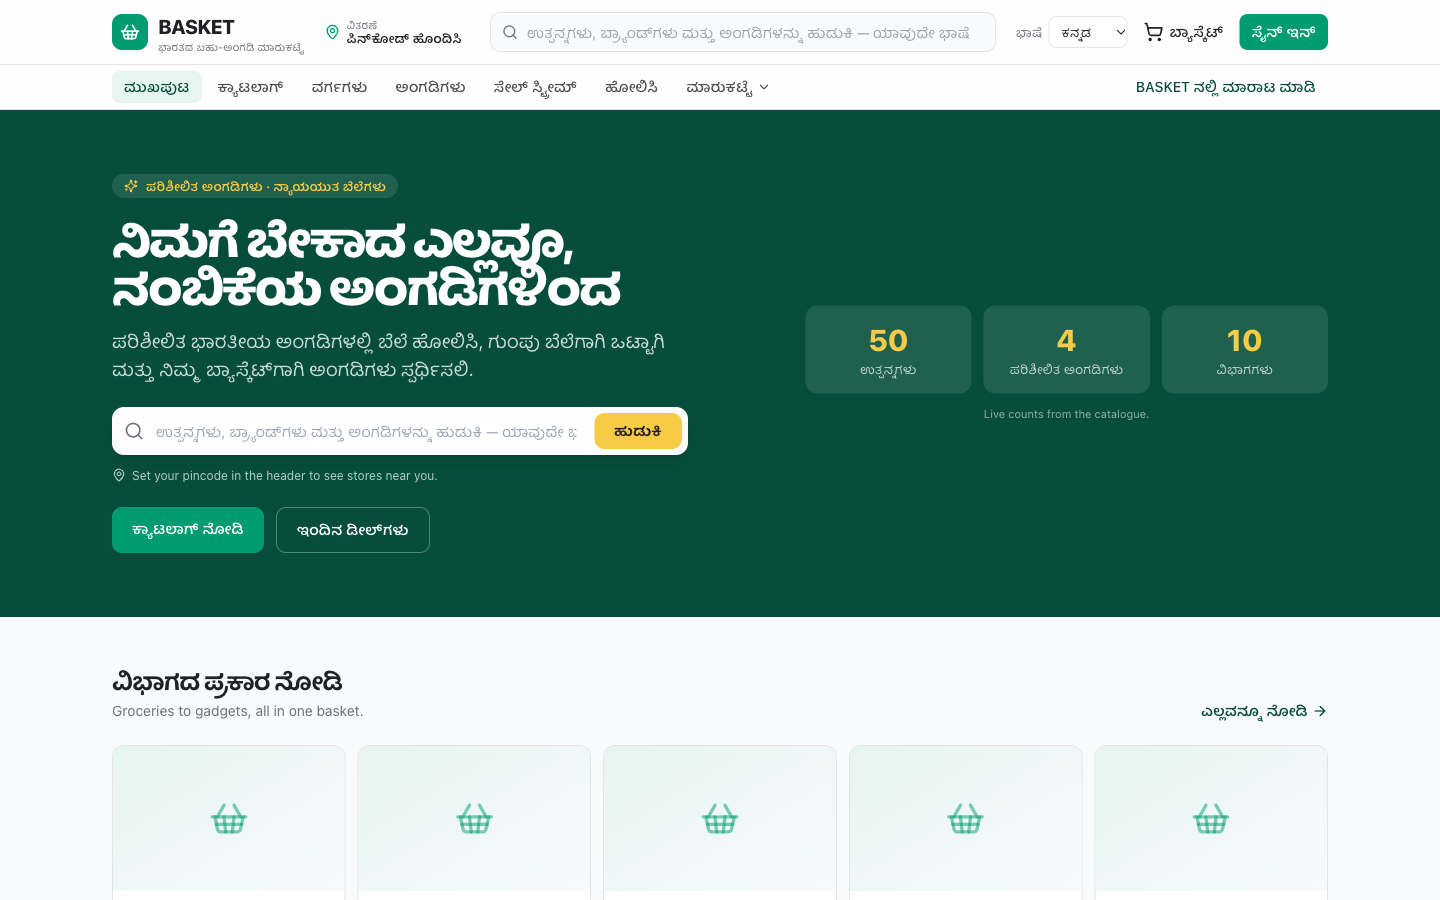 BASKET
ಭಾರತದ ಬಹು-ಅಂಗಡಿ ಮಾರುಕಟ್ಟೆ
ವಿತರಣೆ
ಪಿನ್‌ಕೋಡ್ ಹೊಂದಿಸಿ
ಉತ್ಪನ್ನಗಳು, ಬ್ರ್ಯಾಂಡ್‌ಗಳು ಮತ್ತು ಅಂಗಡಿಗಳನ್ನು ಹುಡುಕಿ — ಯಾವುದೇ ಭಾಷೆ
ಭಾಷೆ
ಕನ್ನಡ
ಬ್ಯಾಸ್ಕೆಟ್
ಸೈನ್ ಇನ್
ಮುಖಪುಟ
ಕ್ಯಾಟಲಾಗ್
ವರ್ಗಗಳು
ಅಂಗಡಿಗಳು
ಸೇಲ್ ಸ್ಟ್ರೀಮ್
ಹೋಲಿಸಿ
ಮಾರುಕಟ್ಟೆ
BASKET ನಲ್ಲಿ ಮಾರಾಟ ಮಾಡಿ
ಪರಿಶೀಲಿತ ಅಂಗಡಿಗಳು · ನ್ಯಾಯಯುತ ಬೆಲೆಗಳು
ನಿಮಗೆ ಬೇಕಾದ ಎಲ್ಲವೂ,
ನಂಬಿಕೆಯ ಅಂಗಡಿಗಳಿಂದ
ಪರಿಶೀಲಿತ ಭಾರತೀಯ ಅಂಗಡಿಗಳಲ್ಲಿ ಬೆಲೆ ಹೋಲಿಸಿ, ಗುಂಪು ಬೆಲೆಗಾಗಿ ಒಟ್ಟಾಗಿ
ಮತ್ತು ನಿಮ್ಮ ಬ್ಯಾಸ್ಕೆಟ್‌ಗಾಗಿ ಅಂಗಡಿಗಳು ಸ್ಪರ್ಧಿಸಲಿ.
ಉತ್ಪನ್ನಗಳು, ಬ್ರ್ಯಾಂಡ್‌ಗಳು ಮತ್ತು ಅಂಗಡಿಗಳನ್ನು ಹುಡುಕಿ — ಯಾವುದೇ
ಹುಡುಕಿ
Set your pincode in the header to see stores near you.
ಕ್ಯಾಟಲಾಗ್ ನೋಡಿ
ಇಂದಿನ ಡೀಲ್‌ಗಳು
50
ಉತ್ಪನ್ನಗಳು
4
ಪರಿಶೀಲಿತ ಅಂಗಡಿಗಳು
10
ವಿಭಾಗಗಳು
Live counts from the catalogue.
ವಿಭಾಗದ ಪ್ರಕಾರ ನೋಡಿ
Groceries to gadgets, all in one basket.
ಎಲ್ಲವನ್ನೂ ನೋಡಿ